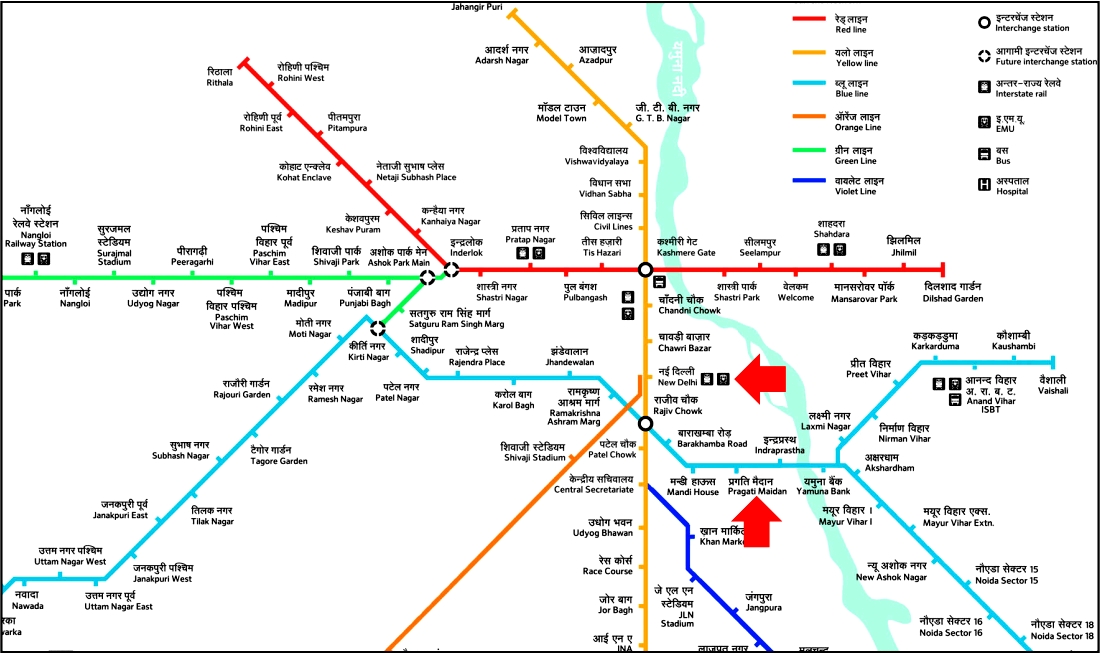 Jahangir Puri
आदर्श नगर
Adarsh Nagar
आज़ादपुर
Azadpur
मॉडल टाउन
Model Town
जी. टी. बी. नगर
G. T. B. Nagar
विश्वविद्यालय
Vishwavidyalaya
विधान सभा
Vidhan Sabha
सिविल लाइन्स
Civil Lines
यमुना नदी
रेड् लाइन
Red line
यलो लाइन
Yellow line
ब्लू लाइन
Blue line
ऑरेंज लाइन
Orange Line
ग्रीन लाइन
Green Line
वायलेट लाइन
Violet Line
इन्टरचेंज स्टेशन
Interchange station
आगामी इन्टरचेंज स्टेशन
Future interchange station
अन्तर-राज्य रेलवे
Interstate rail
इ.एम.यू.
EMU
बस
Bus
अस्पताल
Hospital
रिठाला
Rithala
रोहिणी पश्चिम
Rohini West
रोहिणी पूर्व
Rohini East
पीतमपुरा
Pitampura
कोहाट एन्क्लेव
Kohat Enclave
नेताजी सुभाष प्लेस
Netaji Subhash Place
केशवपुरम
Keshav Puram
कन्हैया नगर
Kanhaiya Nagar
इन्द्रलोक
Inderlok
शास्त्री नगर
Shastri Nagar
प्रताप नगर
Pratap Nagar
पुल बंगश
Pulbangash
तीस हज़ारी
Tis Hazari
कश्मीरी गेट
Kashmere Gate
शास्त्री पार्क
Shastri Park
सीलमपुर
Seelampur
वेलकम
Welcome
शाहदरा
Shahdara
मानसरोवर पॉर्क
Mansarovar Park
झिलमिल
Jhilmil
दिलशाद गार्डन
Dilshad Garden
पार्क
Park
नाँगलोई
रेलवे स्टेशन
Nangloi
Railway Station
नाँगलोई
Nangloi
सूरजमल
स्टेडियम
Surajmal
Stadium
उद्योग नगर
Udyog Nagar
पीरागढ़ी
Peeragarhi
पश्चिम
विहार पश्चिम
Paschim
Vihar West
पश्चिम
विहार पूर्व
Paschim
Vihar East
मादीपुर
Madipur
शिवाजी पार्क
Shivaji Park
पंजाबी बाग
Punjabi Bagh
अशोक पार्क मेन
Ashok Park Main
सतगुरु राम सिंह मार्ग
Satguru Ram Singh Marg
कीर्ति नगर
Kirti Nagar
मोती नगर
Moti Nagar
रमेश नगर
Ramesh Nagar
राजौरी गार्डन
Rajouri Garden
टैगोर गार्डन
Tagore Garden
सुभाष नगर
Subhash Nagar
तिलक नगर
Tilak Nagar
जनकपुरी पूर्व
Janakpuri East
जनकपुरी पश्चिम
Janakpuri West
उत्तम नगर पश्चिम
Uttam Nagar West
उत्तम नगर पूर्व
Uttam Nagar East
नवादा
Nawada
रका
warka
शादीपुर
Shadipur
पटेल नगर
Patel Nagar
राजेन्द्र प्लेस
Rajendra Place
करोल बाग
Karol Bagh
झंडेवालान
Jhandewalan
रामकृष्ण
आश्रम मार्ग
Ramakrishna
Ashram Marg
चाँदनी चौक
Chandni Chowk
चावड़ी बाज़ार
Chawri Bazar
नई दिल्ली
New Delhi
राजीव चौक
Rajiv Chowk
शिवाजी स्टेडियम
Shivaji Stadium
पटेल चौक
Patel Chowk
केन्द्रीय सचिवालय
Central Secretariate
उधोग भवन
Udyog Bhawan
रेस कोर्स
Race Course
जोर बाग
Jor Bagh
आई एन ए
INA
बाराखम्बा रोड़
Barakhamba Road
मन्डी हाऊस
Mandi House
प्रगति मैदान
Pragati Maidan
इन्द्रप्रस्थ
Indraprastha
यमुना बैंक
Yamuna Bank
लक्ष्मी नगर
Laxmi Nagar
निर्माण विहार
Nirman Vihar
प्रीत विहार
Preet Vihar
कड़कड़डुमा
Karkarduma
आनन्द विहार
अ. रा. ब. ट.
Anand Vihar
ISBT
कौशाम्बी
Kaushambi
वैशाली
Vaishali
अक्षरधाम
Akshardham
मयूर विहार I
Mayur Vihar I
मयूर विहार एक्स.
Mayur Vihar Extn.
न्यू अशोक नगर
New Ashok Nagar
नौएडा सेक्टर 15
Noida Sector 15
नौएडा सेक्टर 16
Noida Sector 16
नौएडा सेक्टर 18
Noida Sector 18
ख़ान मार्कि
Khan Marke
जे एल एन
स्टेडियम
JLN
Stadium
जंगपुरा
Jangpura
लाजपत नगर
मूलचन्द